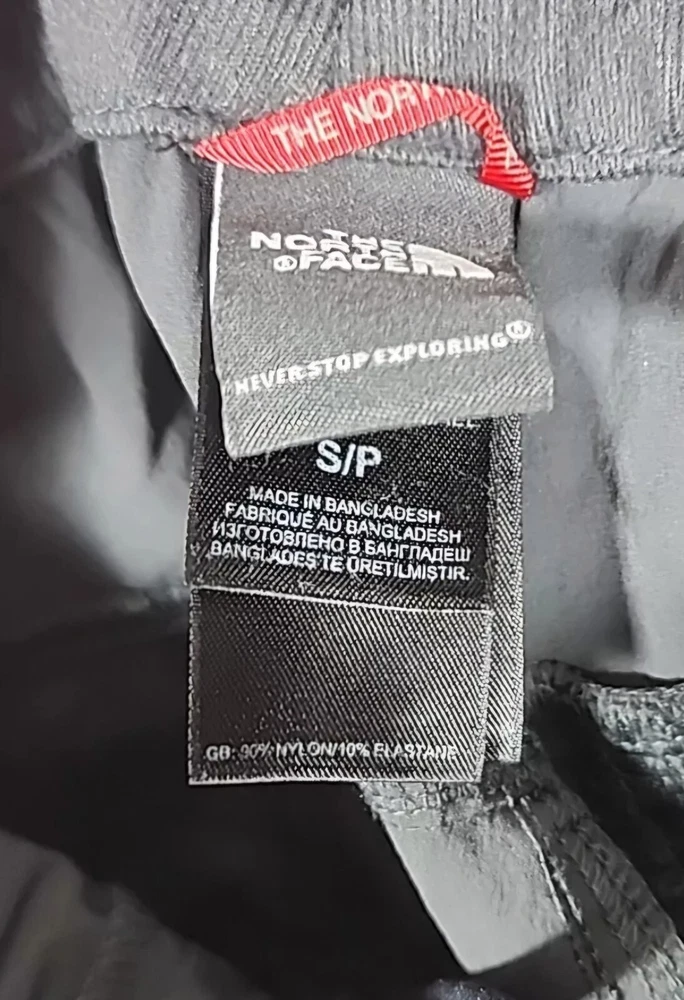 THE NORT
THE
NORTH
FACE
NEVER STOP EXPLORING
S/P
MADE IN BANGLADESH
FABRIQUÉ AU BANGLADESH
ИЗГОТОВЛЕНО В БАНГЛАДЕШ
BANGLADEŞ'TE ÜRETİLMİŞTİR.
GB: 90% NYLON/10% ELASTANE